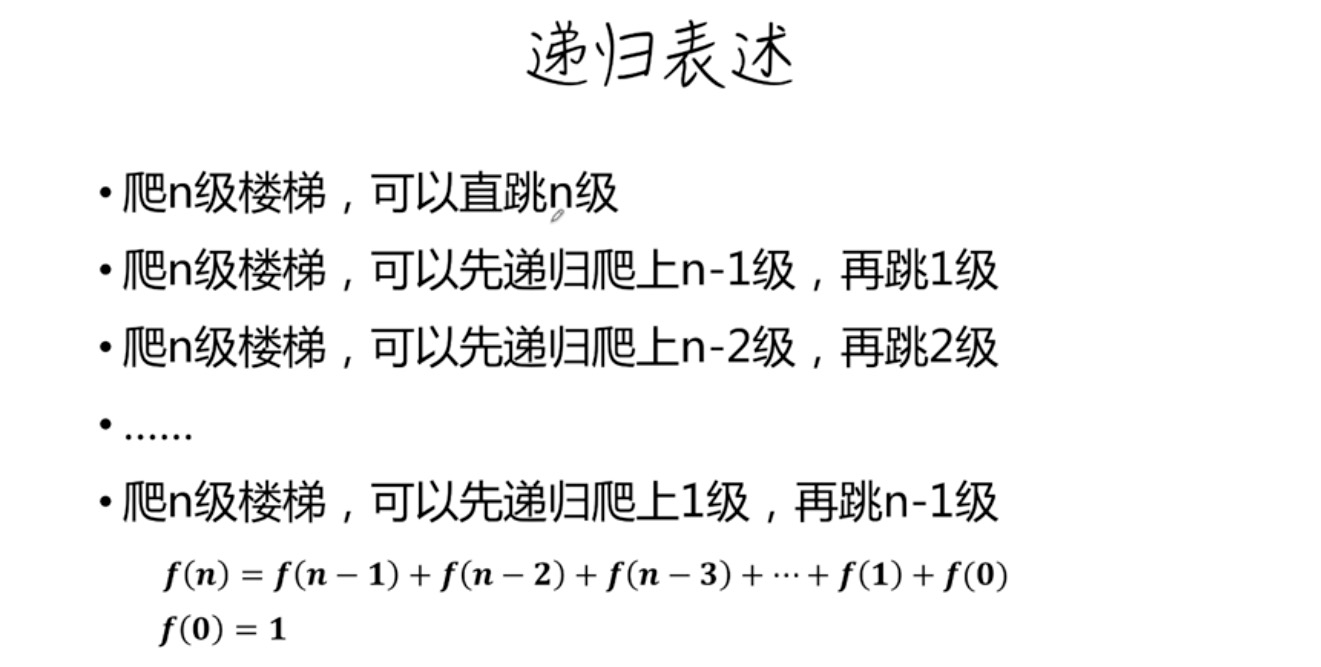 递归表述
• 爬n级楼梯，可以直跳n级
• 爬n级楼梯，可以先递归爬上n-1级，再跳1级
• 爬n级楼梯，可以先递归爬上n-2级，再跳2级
• ……
• 爬n级楼梯，可以先递归爬上1级，再跳n-1级
f(n) = f(n − 1) + f(n − 2) + f(n − 3) + ⋯ + f(1) + f(0)
f(0) = 1